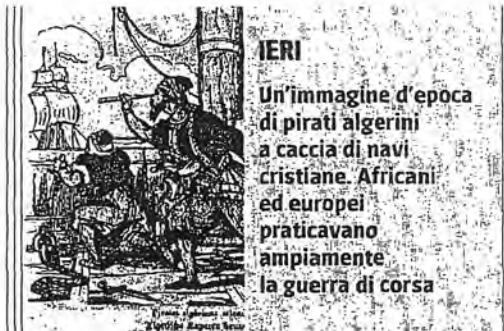 IERI
Un'immagine d'epoca
di pirati algerini
a caccia di navi
cristiane. Africani
ed europei
praticavano
ampiamente
la guerra di corsa